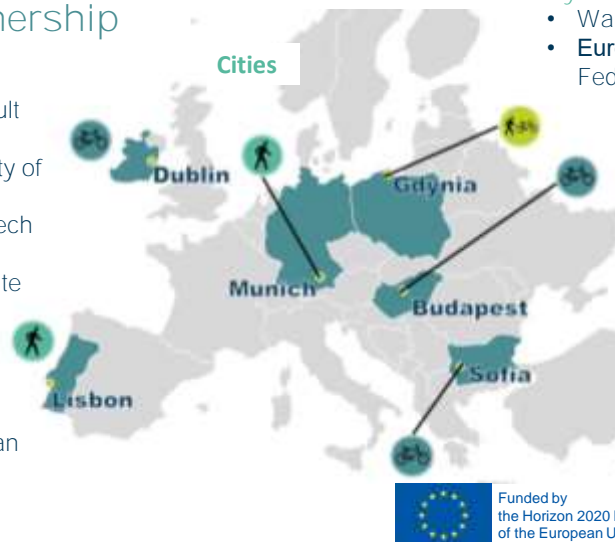 nership
Cities
Wa
• Eur
Fed
ult
ty of
ech
te
an
Dublin
Gdynia
Munich
Budapest
Sofia
Lisbon
Funded by
the Horizon 2020
of the European U